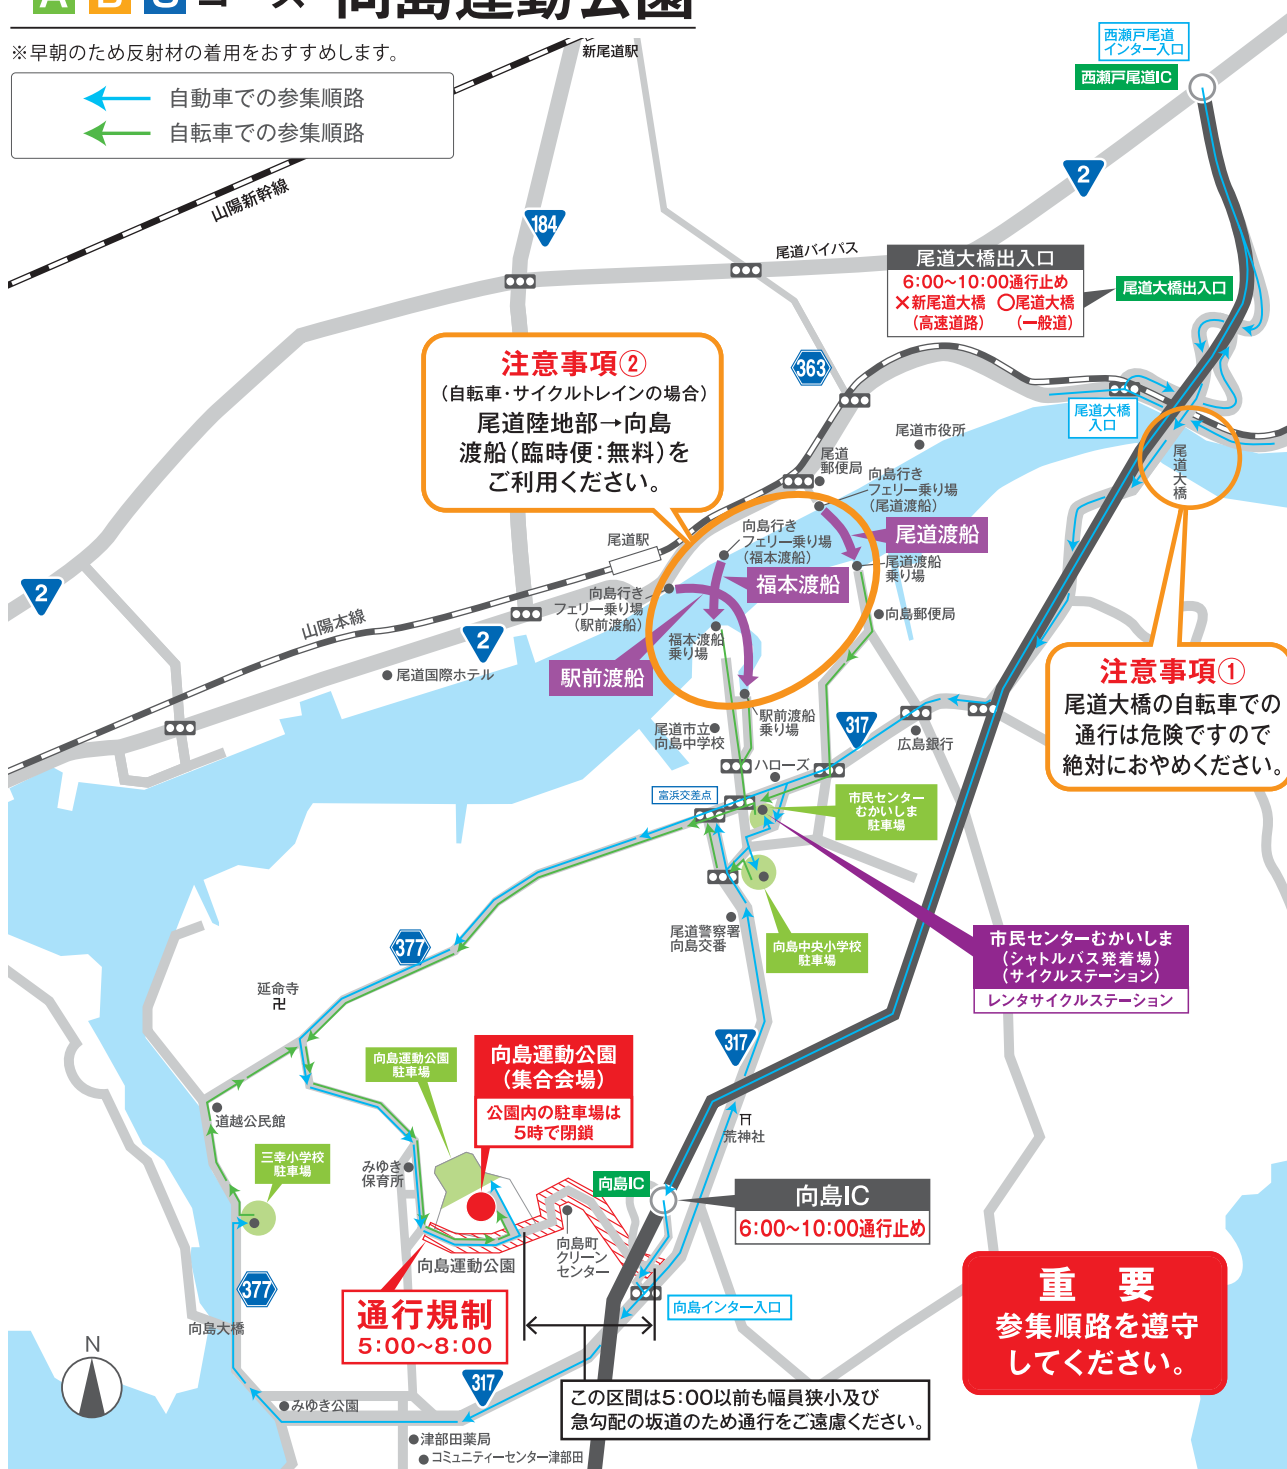 A B C コース 向島運動公園
※早朝のため反射材の着用をおすすめします。
自動車での参集順路
自転車での参集順路
新尾道駅
山陽新幹線
184
西瀬戸尾道
インター入口
西瀬戸尾道IC
2
尾道バイパス
尾道大橋出入口
6:00~10:00通行止め
×新尾道大橋 ○尾道大橋
(高速道路) (一般道)
尾道大橋出入口
注意事項②
(自転車・サイクルトレインの場合)
尾道陸地部→向島
渡船(臨時便:無料)を
ご利用ください。
363
尾道大橋
入口
尾道市役所
尾道
郵便局
尾道大橋
向島行き
フェリー乗り場
(尾道渡船)
尾道渡船
向島行き
フェリー乗り場
(福本渡船)
尾道駅
尾道渡船
乗り場
福本渡船
向島行き
フェリー乗り場
(駅前渡船)
2
山陽本線
2
向島郵便局
福本渡船
乗り場
駅前渡船
尾道国際ホテル
注意事項①
尾道大橋の自転車での
通行は危険ですので
絶対におやめください。
駅前渡船
乗り場
尾道市立
向島中学校
317
広島銀行
ハローズ
富浜交差点
市民センター
むかいしま
駐車場
尾道警察署
向島交番
向島中央小学校
駐車場
市民センターむかいしま
(シャトルバス発着場)
(サイクルステーション)
レンタサイクルステーション
377
延命寺
卍
317
向島運動公園
駐車場
向島運動公園
(集合会場)
公園内の駐車場は
5時で閉鎖
道越公民館
荒神社
三幸小学校
駐車場
みゆき
保育所
向島IC
向島IC
6:00~10:00通行止め
向島町
クリーン
センター
向島運動公園
377
通行規制
5:00~8:00
向島インター入口
向島大橋
重 要
参集順路を遵守
してください。
N
317
この区間は5:00以前も幅員狭小及び
急勾配の坂道のため通行をご遠慮ください。
みゆき公園
津部田薬局
コミュニティーセンター津部田